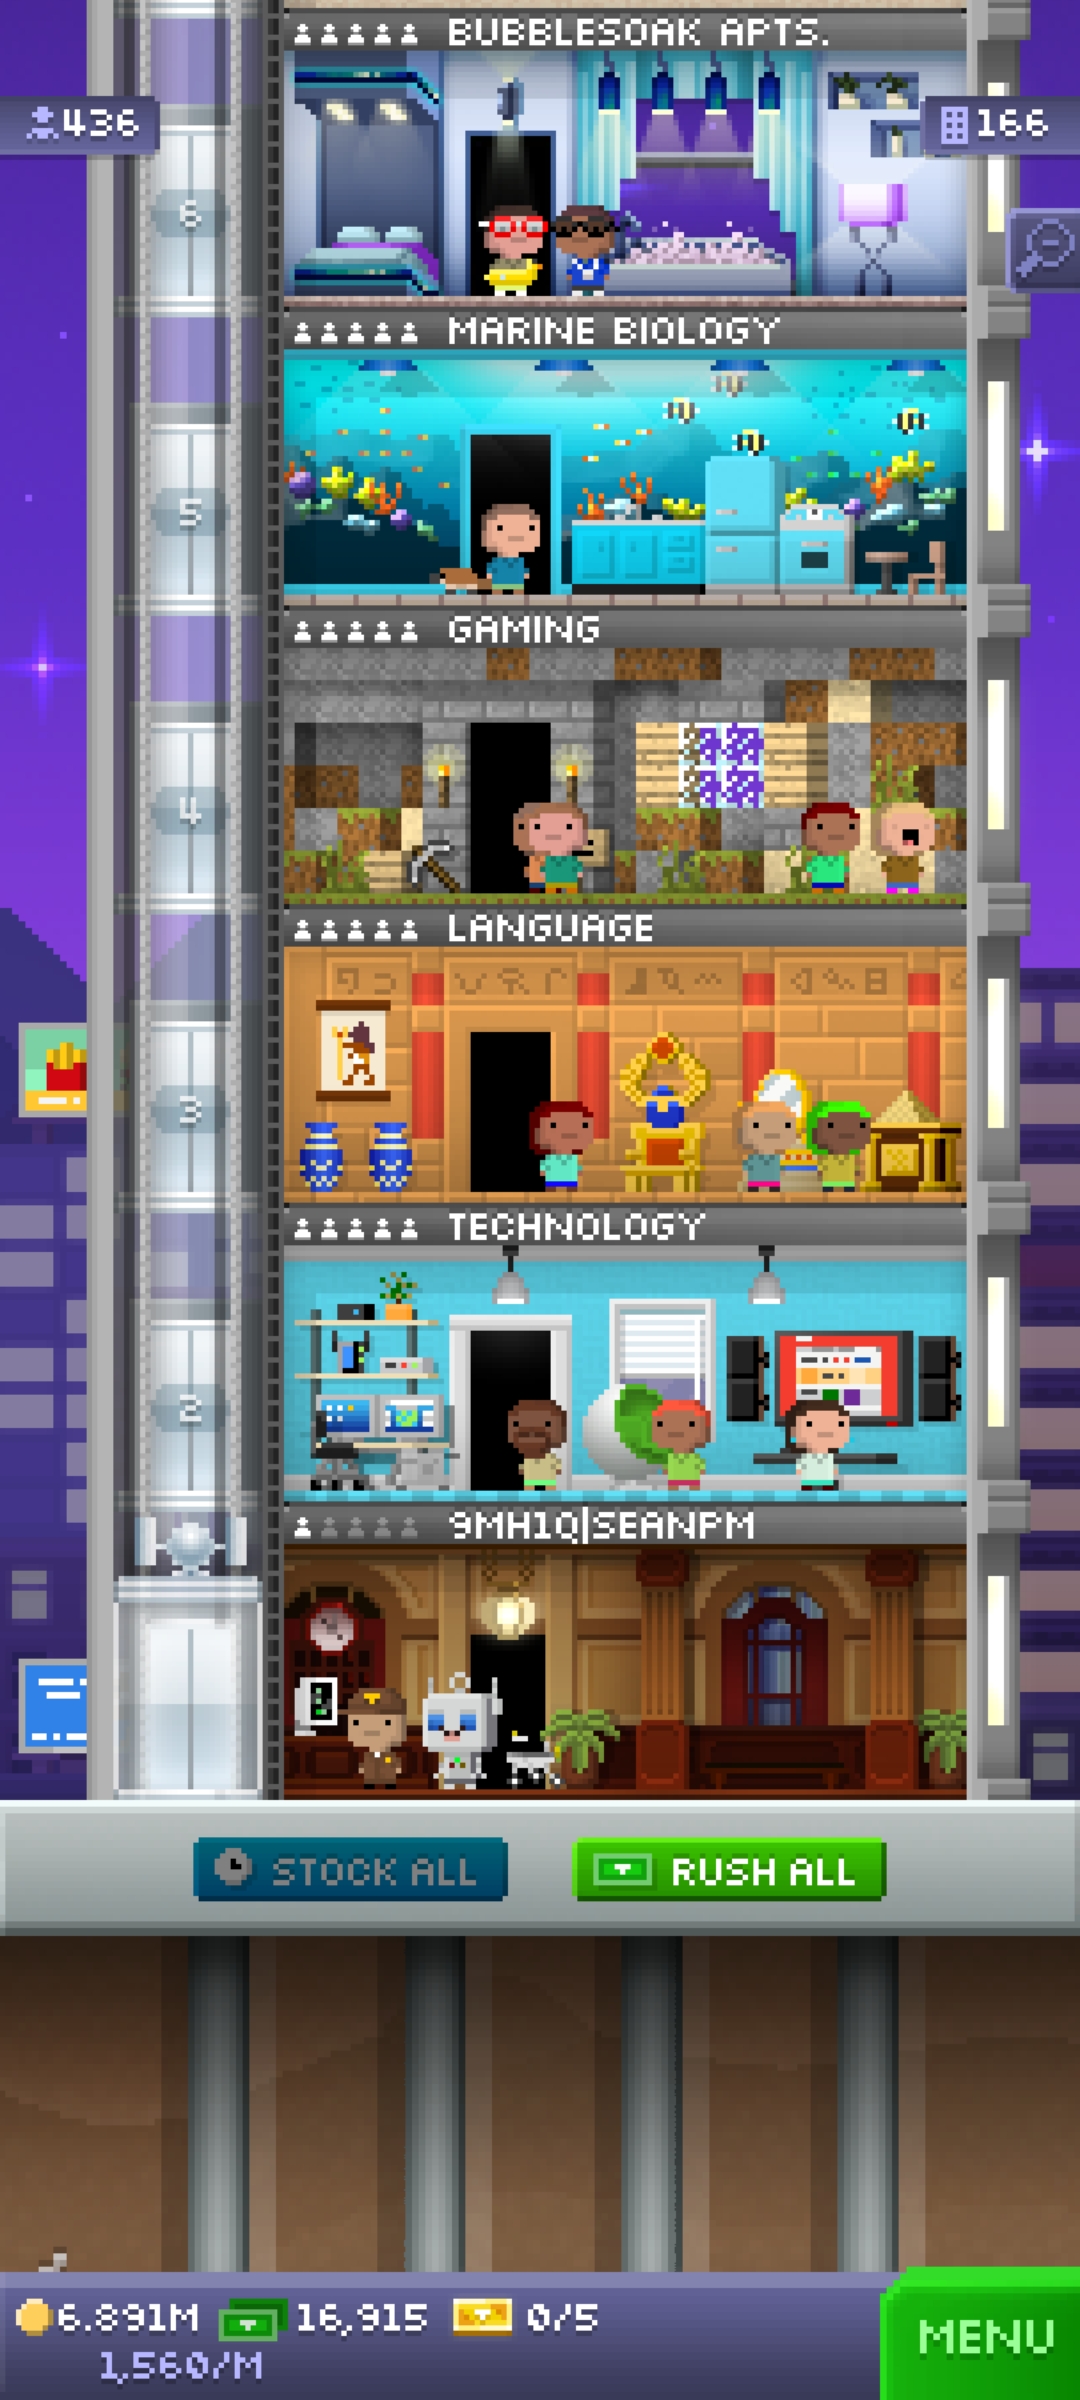 BUBBLESOAK APTS.
436
166
6
MARINE BIOLOGY
5
GAMING
4
LANGUAGE
3
TECHNOLOGY
2
9MH1Q|SEANPM
STOCK ALL
RUSH ALL
6.891M 16,915 0/5
1,560/M
MENU